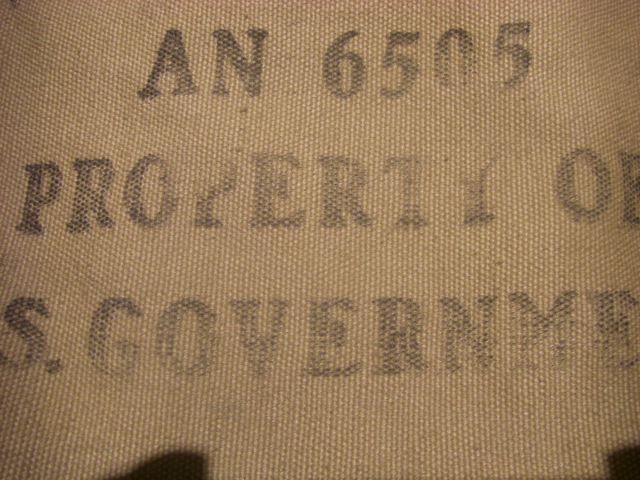 AN 6505
PROPERTY OF
S. GOVERNME